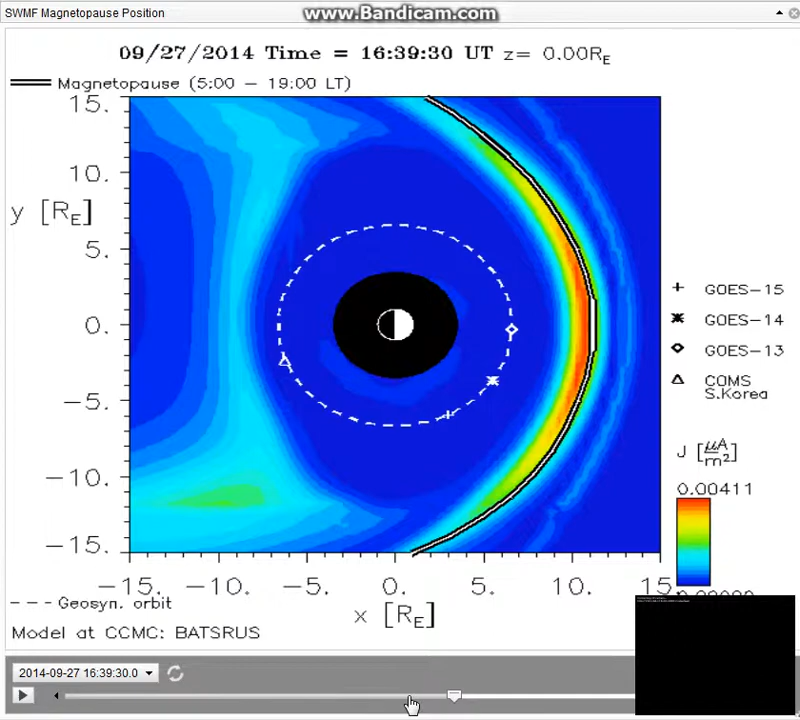 www.Bandicam.com
SWMF Magnetopause Position
09/27/2014 Time = 16:39:30 UT z= 0.00RE
Magnetopause (5:00 – 19:00 LT)
15.
10.
y [RE]
5.
0.
−5.
−10.
−15.
−15. −10. −5. 0. 5. 10. 15
x [RE]
GOES−15
GOES−14
GOES−13
COMS
S.Korea
J [μA/m2]
0.00411
Geosyn. orbit
Model at CCMC: BATSRUS
2014-09-27 16:39:30.0